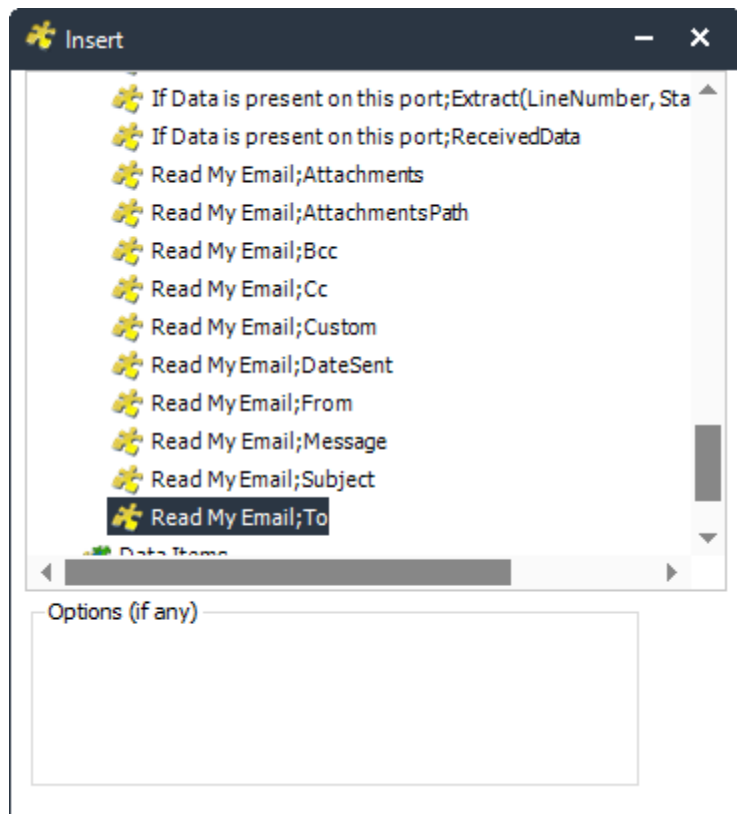 Insert
If Data is present on this port;Extract(LineNumber, Sta
If Data is present on this port;ReceivedData
Read My Email;Attachments
Read My Email;AttachmentsPath
Read My Email;Bcc
Read My Email;Cc
Read My Email;Custom
Read My Email;DateSent
Read My Email;From
Read My Email;Message
Read My Email;Subject
Read My Email;To
Data Items
Options (if any)